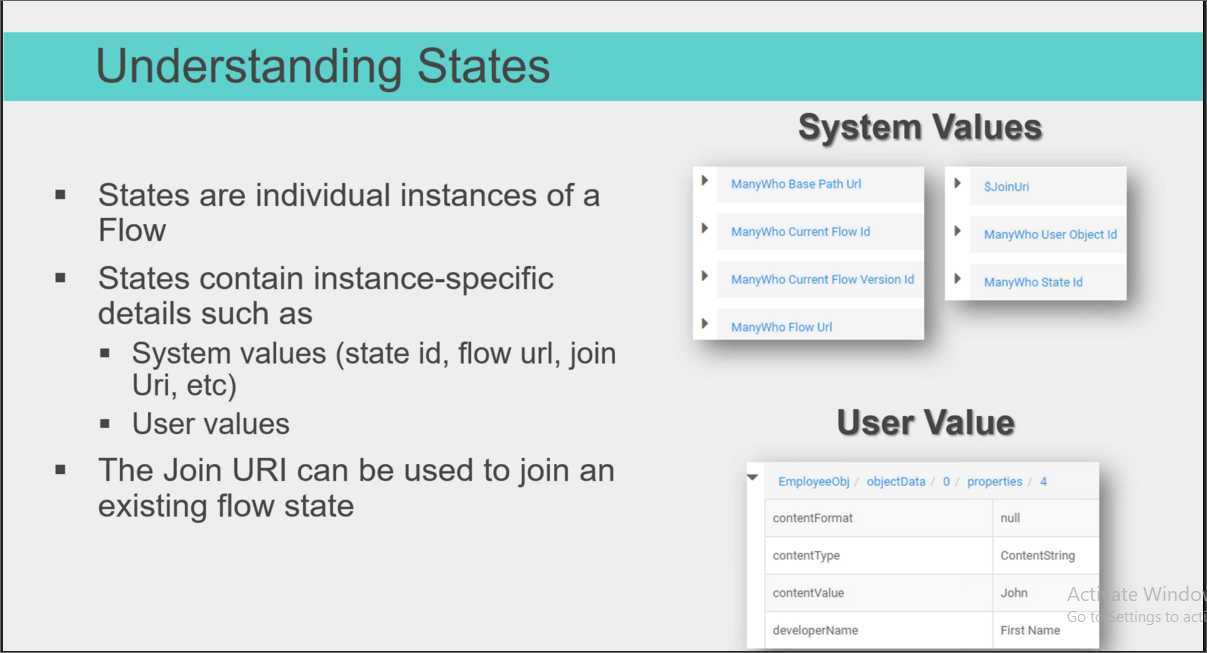 Understanding States
▪ States are individual instances of a
Flow
▪ States contain instance-specific
details such as
▪ System values (state id, flow url, join
Uri, etc)
▪ User values
▪ The Join URI can be used to join an
existing flow state
System Values
ManyWho Base Path Url
ManyWho Current Flow Id
ManyWho Current Flow Version Id
ManyWho Flow Url
$JoinUri
ManyWho User Object Id
ManyWho State Id
User Value
EmployeeObj / objectData / 0 / properties / 4
contentFormat null
contentType ContentString
contentValue John
developerName First Name
Activate Windo
Go to Settings to acti